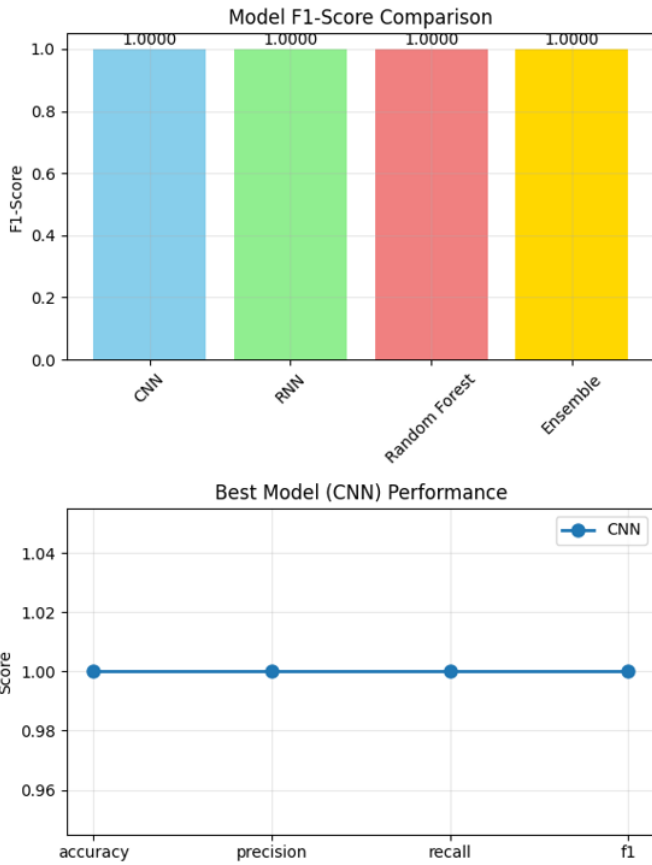 Model F1-Score Comparison
1.0000 1.0000 1.0000 1.0000
1.0
0.8
0.6
0.4
0.2
0.0
F1-Score
CNN
RNN
Random Forest
Ensemble
Best Model (CNN) Performance
CNN
1.04
1.02
1.00
0.98
0.96
Score
accuracy precision recall f1